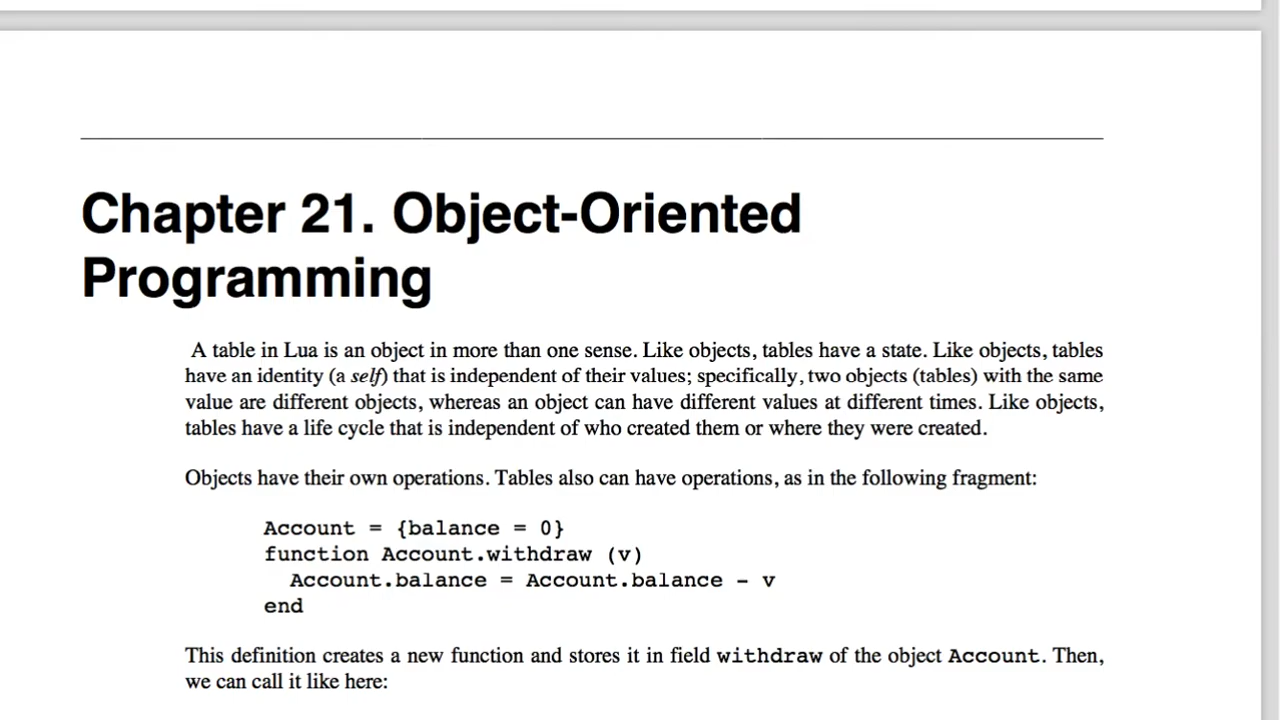 Chapter 21. Object-Oriented
Programming
A table in Lua is an object in more than one sense. Like objects, tables have a state. Like objects, tables
have an identity (a self) that is independent of their values; specifically, two objects (tables) with the same
value are different objects, whereas an object can have different values at different times. Like objects,
tables have a life cycle that is independent of who created them or where they were created.
Objects have their own operations. Tables also can have operations, as in the following fragment:
Account = {balance = 0}
function Account.withdraw (v)
  Account.balance = Account.balance - v
end
This definition creates a new function and stores it in field withdraw of the object Account. Then,
we can call it like here: